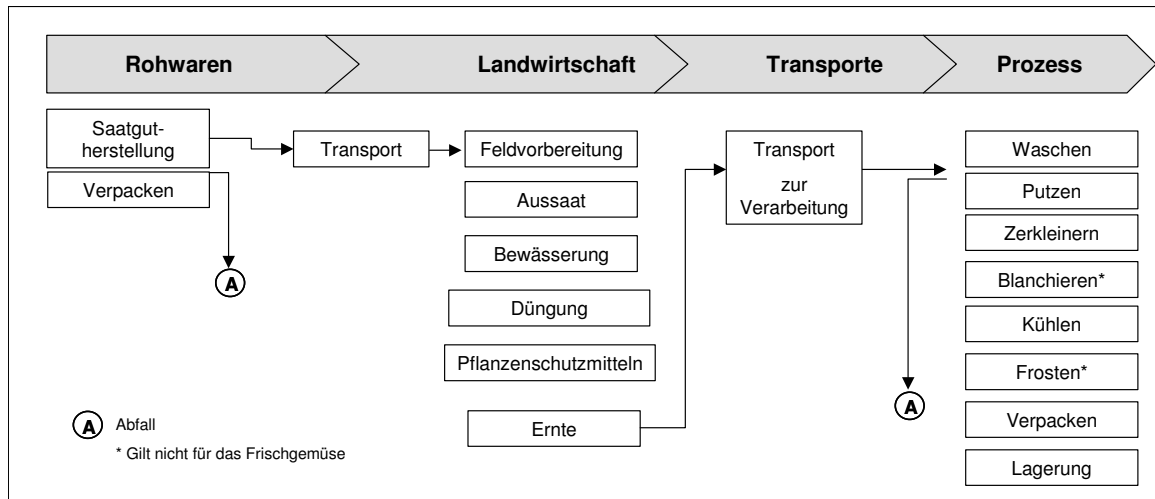 Rohwaren
Landwirtschaft
Transporte
Prozess
Saatgut-
herstellung
Verpacken
A
Transport
Feldvorbereitung
Aussaat
Bewässerung
Düngung
Pflanzenschutzmitteln
Ernte
Transport
zur
Verarbeitung
A
Waschen
Putzen
Zerkleinern
Blanchieren*
Kühlen
Frosten*
Verpacken
Lagerung
A Abfall
* Gilt nicht für das Frischgemüse